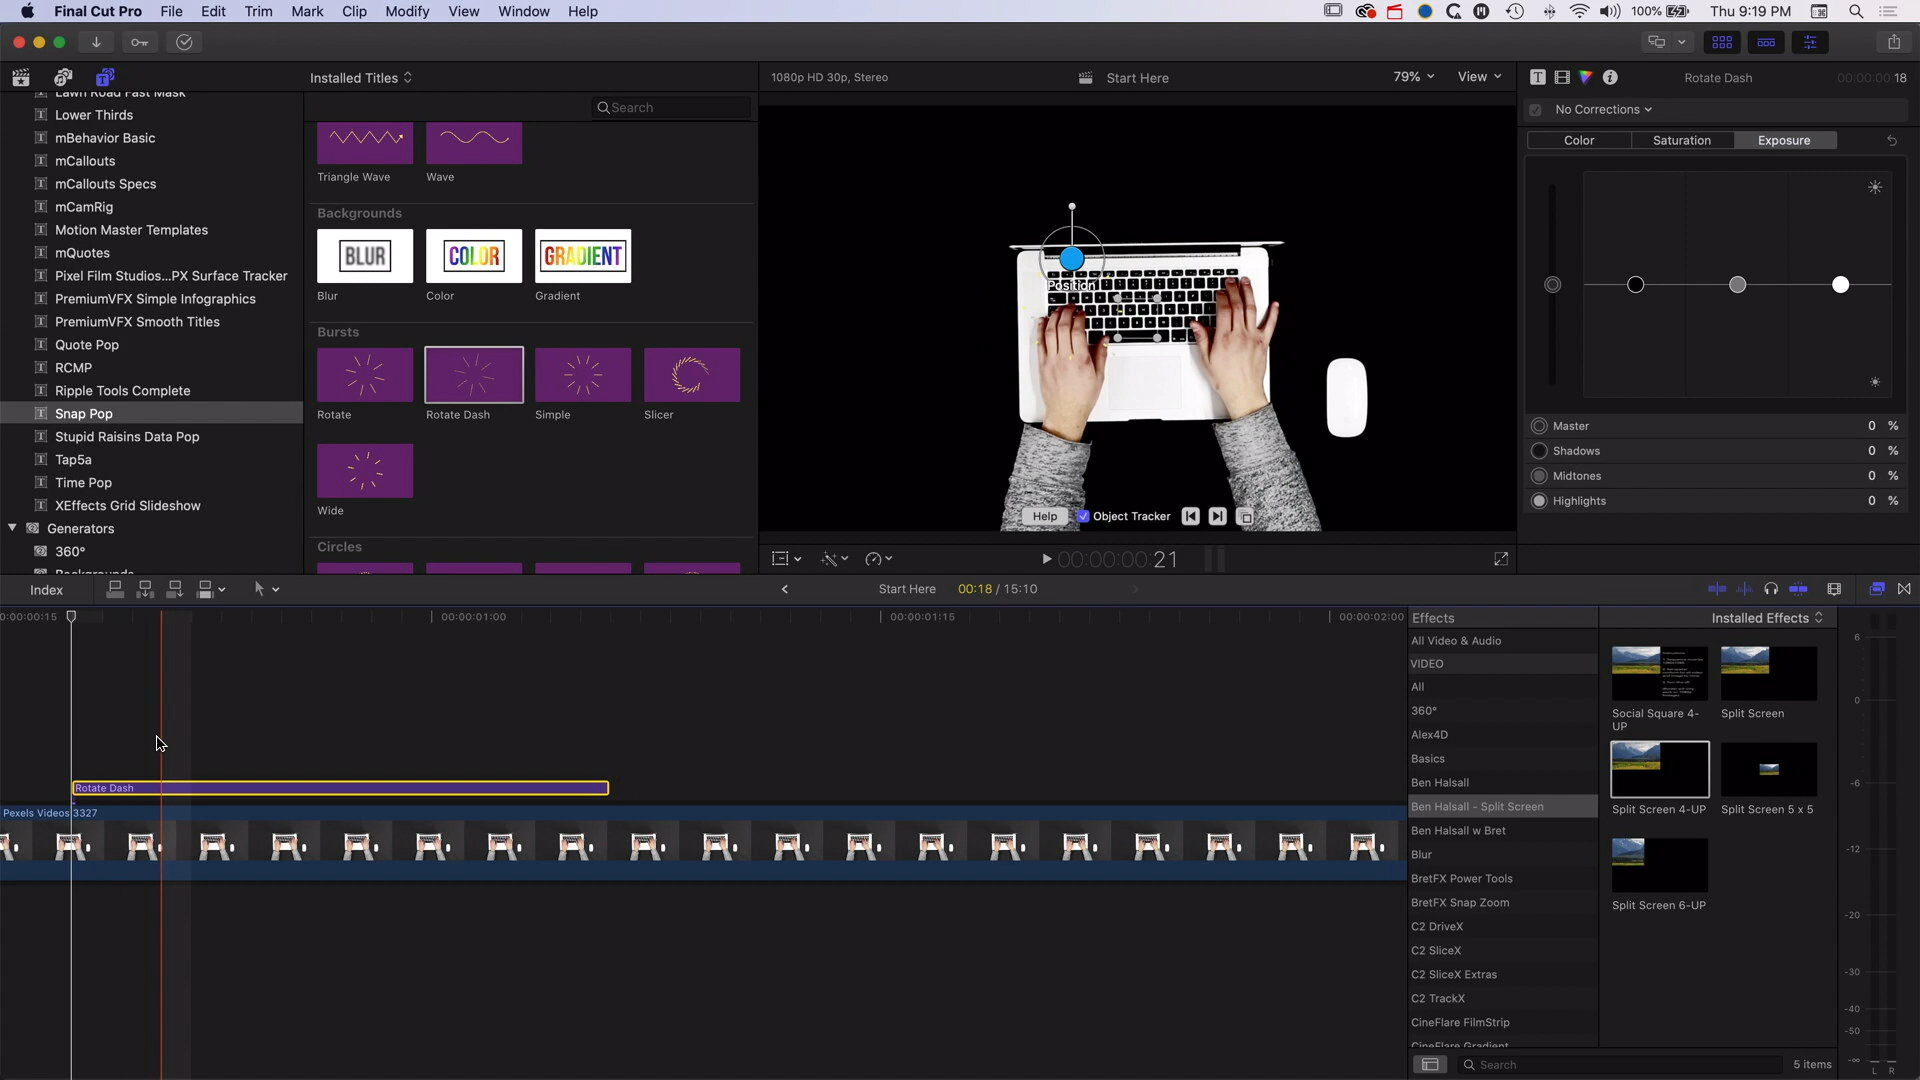 Final Cut Pro File Edit Trim Mark Clip Modify View Window Help
100% Thu 9:19 PM
Installed Titles
1080p HD 30p, Stereo
Start Here
79%
View
Rotate Dash
00:00:00:18
Lawn Road Fast Mask
Lower Thirds
mBehavior Basic
mCallouts
mCallouts Specs
mCamRig
Motion Master Templates
mQuotes
Pixel Film Studios...PX Surface Tracker
PremiumVFX Simple Infographics
PremiumVFX Smooth Titles
Quote Pop
RCMP
Ripple Tools Complete
Snap Pop
Stupid Raisins Data Pop
Tap5a
Time Pop
XEffects Grid Slideshow
Generators
360°
Backgrounds
Search
Triangle Wave
Wave
Backgrounds
BLUR
COLOR
GRADIENT
Blur
Color
Gradient
Bursts
Rotate
Rotate Dash
Simple
Slicer
Wide
Circles
Position
Help
Object Tracker
00:00:00:21
No Corrections
Color
Saturation
Exposure
Master 0 %
Shadows 0 %
Midtones 0 %
Highlights 0 %
Index
Start Here
00:18 / 15:10
0:00:00:15
00:00:01:00
00:00:01:15
00:00:02:00
Rotate Dash
Pexels Videos 3327
Effects
All Video & Audio
VIDEO
All
360°
Alex4D
Basics
Ben Halsall
Ben Halsall - Split Screen
Ben Halsall w Bret
Blur
BretFX Power Tools
BretFX Snap Zoom
C2 DriveX
C2 SliceX
C2 SliceX Extras
C2 TrackX
CineFlare FilmStrip
CineFlare Gradient
Installed Effects
Social Square 4-
UP
Split Screen
Split Screen 4-UP
Split Screen 5 x 5
Split Screen 6-UP
Search
5 items
6
0
-6
-12
-20
-30
-40
-50
-∞
L R